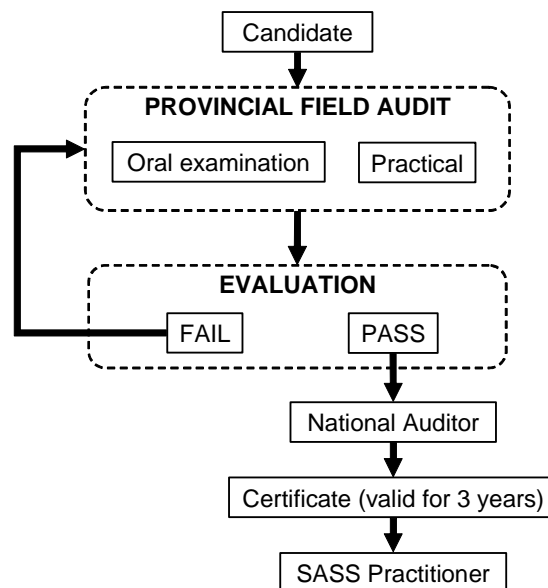 Candidate
PROVINCIAL FIELD AUDIT
Oral examination
Practical
EVALUATION
FAIL
PASS
National Auditor
Certificate (valid for 3 years)
SASS Practitioner